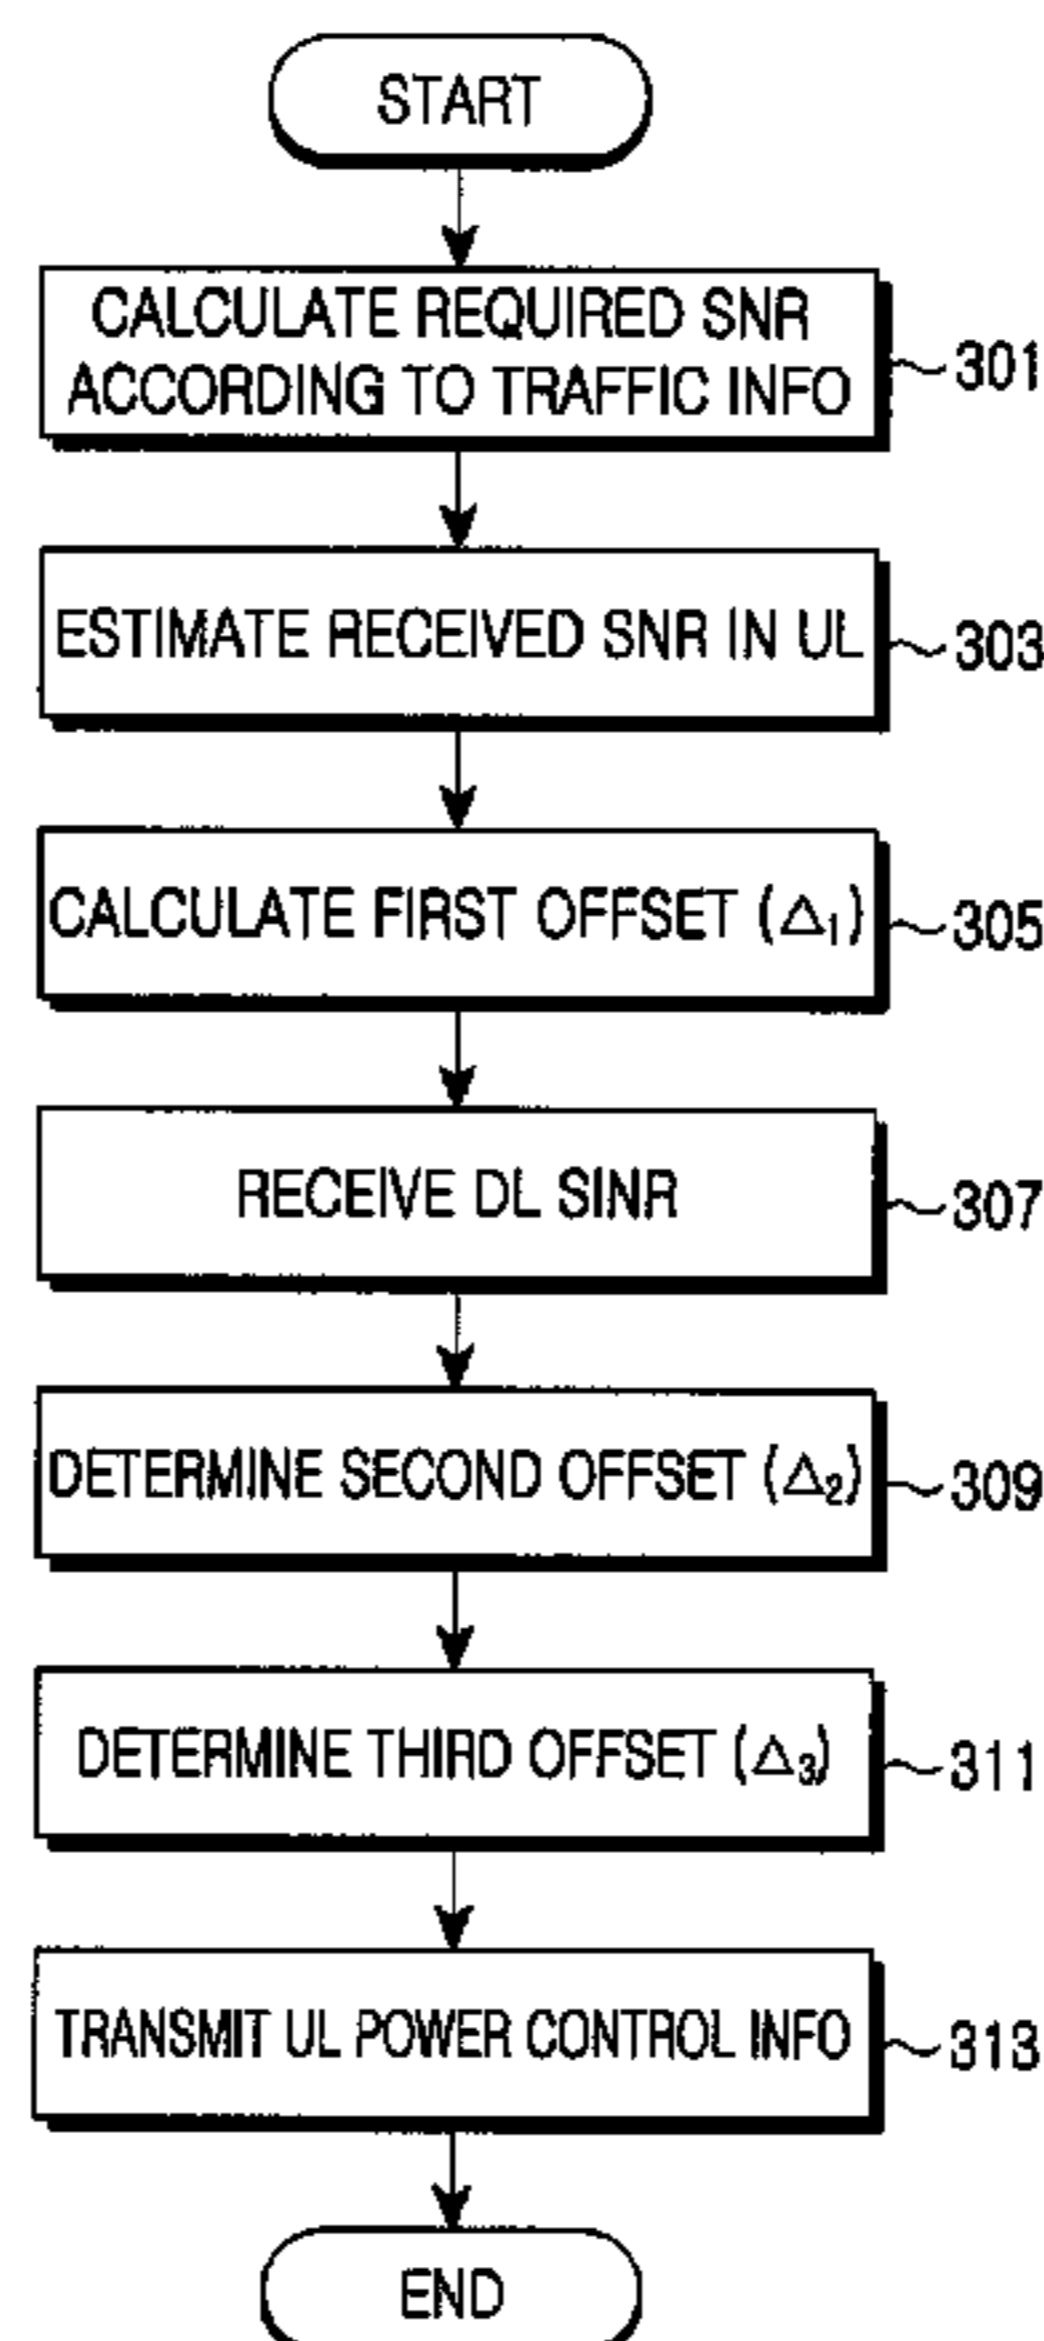 START
CALCULATE REQUIRED SNR
ACCORDING TO TRAFFIC INFO
301
ESTIMATE RECEIVED SNR IN UL
303
CALCULATE FIRST OFFSET (Δ₁)
305
RECEIVE DL SINR
307
DETERMINE SECOND OFFSET (Δ₂)
309
DETERMINE THIRD OFFSET (Δ₃)
311
TRANSMIT UL POWER CONTROL INFO
313
END